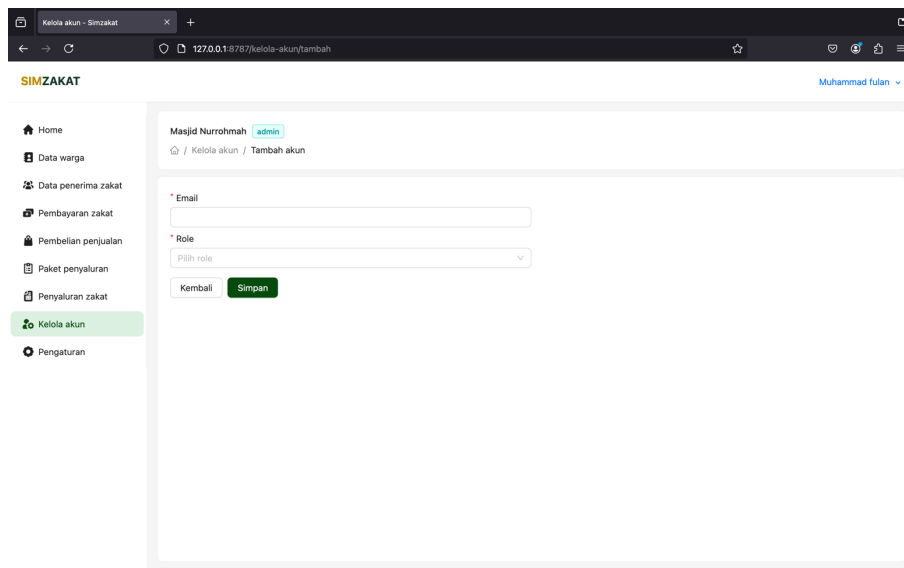 Kelola akun - Simzakat
127.0.0.1:8787/kelola-akun/tambah
SIMZAKAT
Muhammad fulan
Home
Data warga
Data penerima zakat
Pembayaran zakat
Pembelian penjualan
Paket penyaluran
Penyaluran zakat
Kelola akun
Pengaturan
Masjid Nurrohmah admin
/ Kelola akun / Tambah akun
* Email
* Role
Pilih role
Kembali Simpan